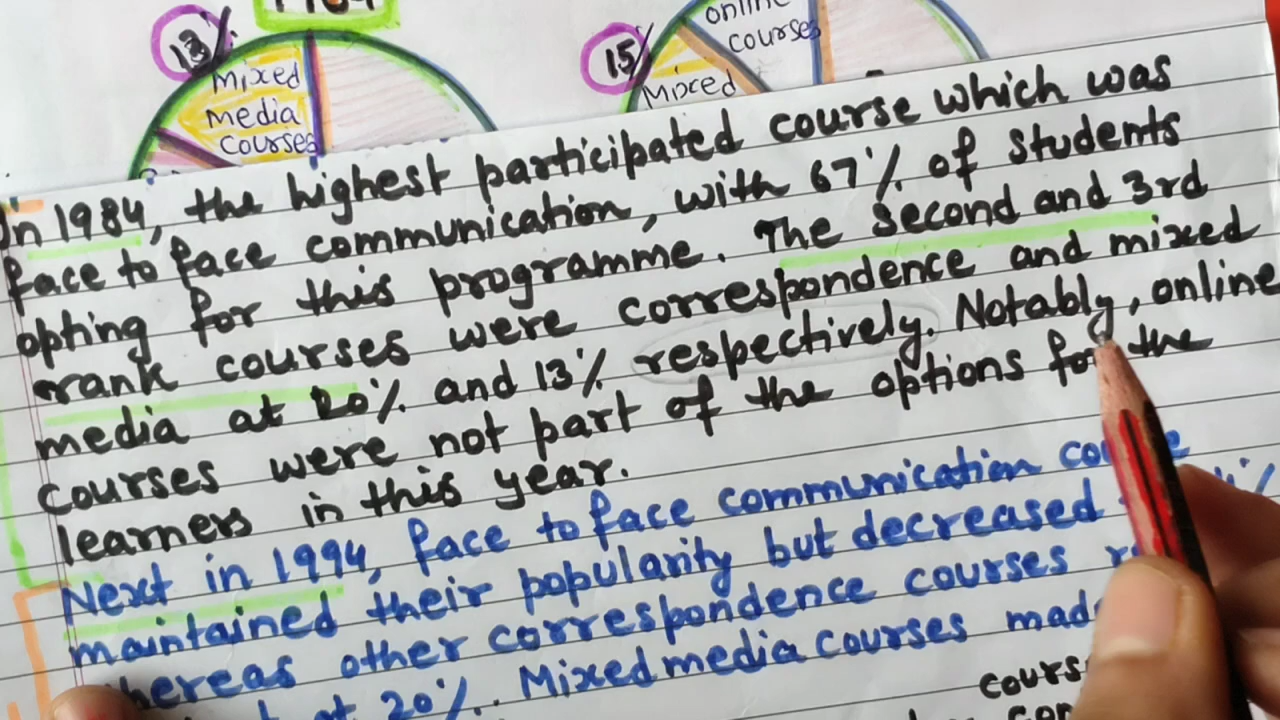 1984
13%
Mixed
media
courses
15%
online
courses
Mixed
In 1984, the highest participated course which was
face to face communication, with 67% of students
opting for this programme. The second and 3rd
rank courses were correspondence and mixed
media at 20% and 13% respectively. Notably, online
courses were not part of the options for the
learners in this year.
Next in 1994, face to face communication
maintained their popularity but decreased
whereas other correspondence courses
at 20%. Mixed media courses made